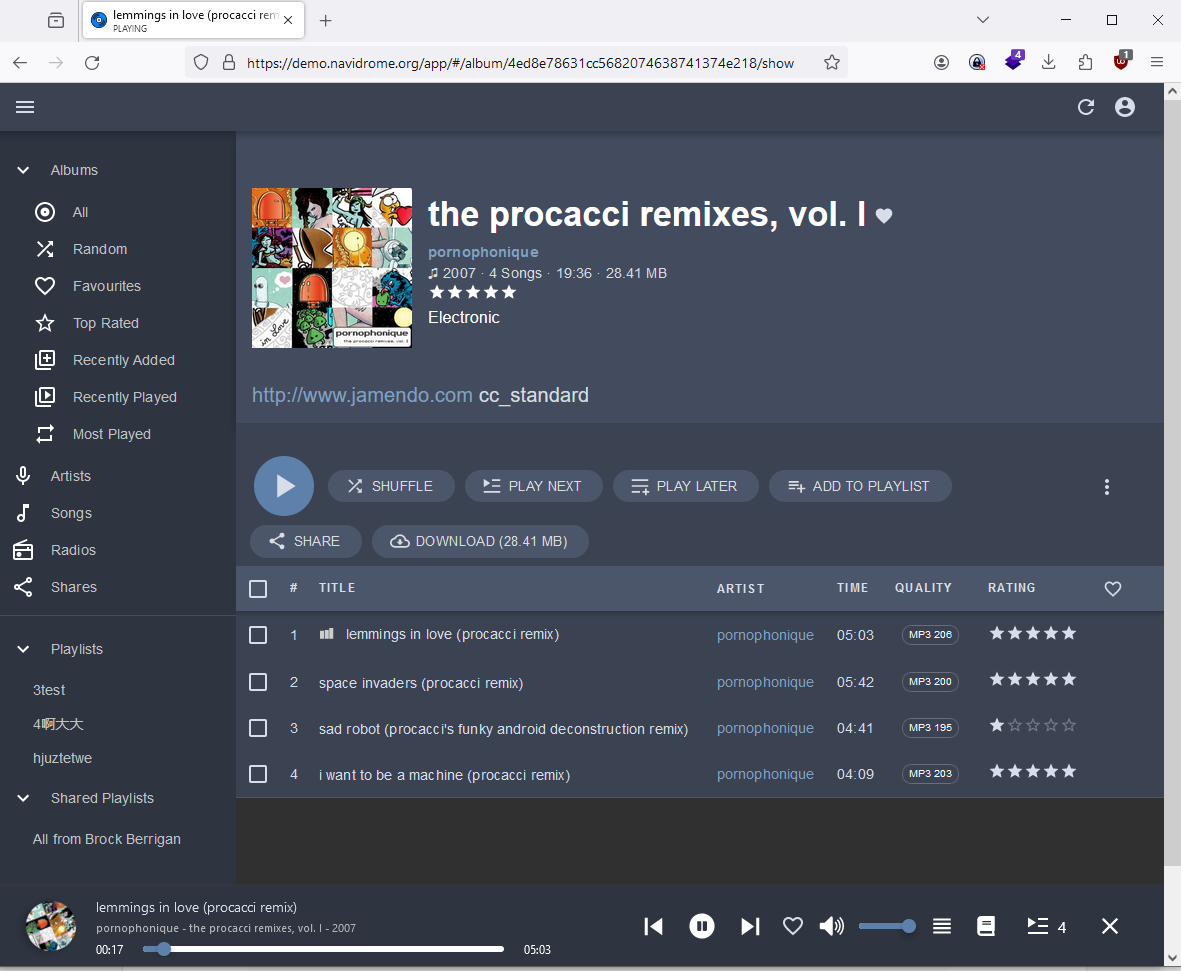 lemmings in love (procacci rem
PLAYING
https://demo.navidrome.org/app/#/album/4ed8e78631cc5682074638741374e218/show
4
1
Albums
All
Random
Favourites
Top Rated
Recently Added
Recently Played
Most Played
Artists
Songs
Radios
Shares
Playlists
3test
4啊大大
hjuztetwe
Shared Playlists
All from Brock Berrigan
in love
pornophonique
the procacci remixes, vol. I
the procacci remixes, vol. I
pornophonique
2007 · 4 Songs · 19:36 · 28.41 MB
Electronic
http://www.jamendo.com cc_standard
SHUFFLE
PLAY NEXT
PLAY LATER
ADD TO PLAYLIST
SHARE
DOWNLOAD (28.41 MB)
# TITLE ARTIST TIME QUALITY RATING
1 lemmings in love (procacci remix) pornophonique 05:03 MP3 206
2 space invaders (procacci remix) pornophonique 05:42 MP3 200
3 sad robot (procacci's funky android deconstruction remix) pornophonique 04:41 MP3 195
4 i want to be a machine (procacci remix) pornophonique 04:09 MP3 203
lemmings in love (procacci remix)
pornophonique - the procacci remixes, vol. I - 2007
00:17 05:03
4